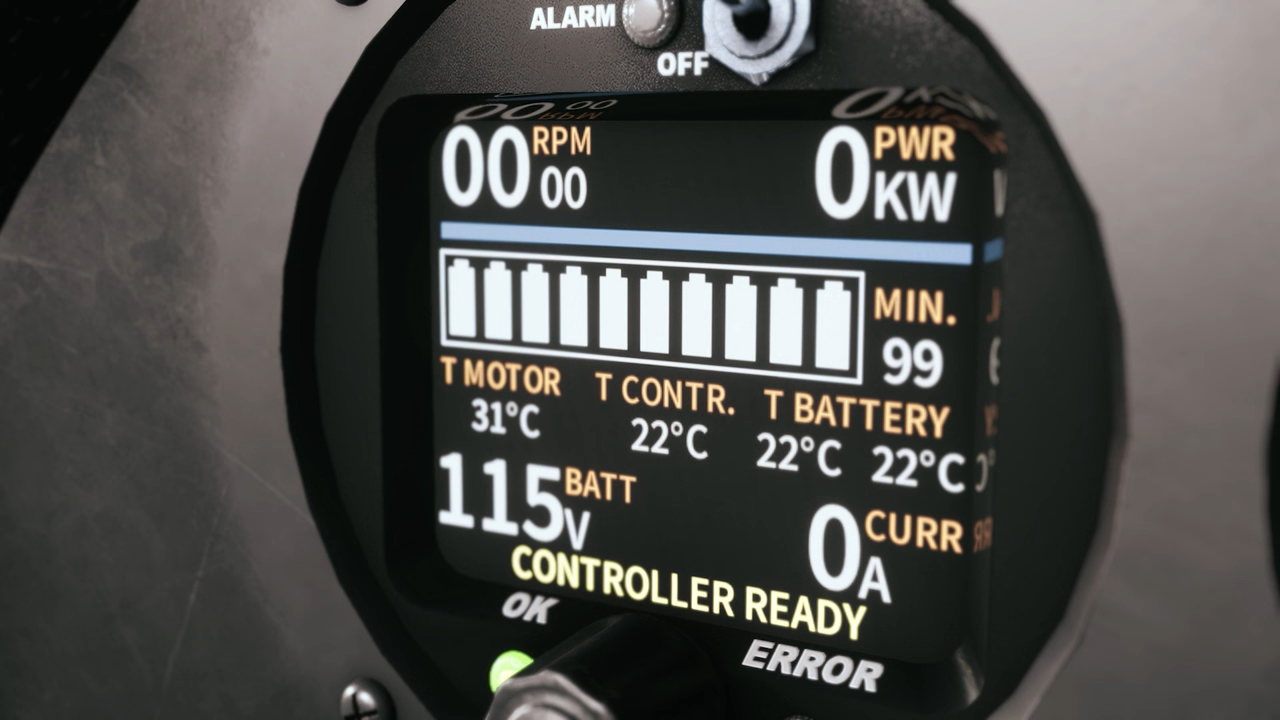 ALARM
OFF
00 RPM 00
0 PWR KW
MIN.
99
T MOTOR T CONTR. T BATTERY
31°C 22°C 22°C 22°C
115 BATT V
0 CURR A
CONTROLLER READY
OK
ERROR